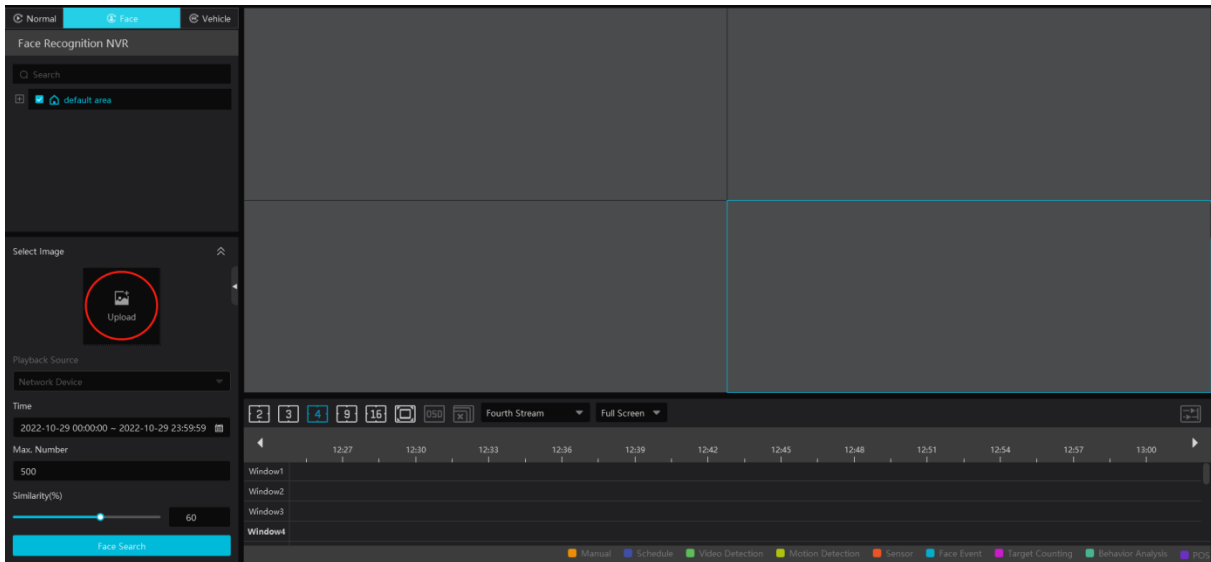 Normal Face Vehicle
Face Recognition NVR
Search
default area
Select Image
Upload
Playback Source
Network Device
Time
2022-10-29 00:00:00 ~ 2022-10-29 23:59:59
Max. Number
500
Similarity(%)
60
Face Search
2 3 4 9 16 OSD Fourth Stream Full Screen
12:27 12:30 12:33 12:36 12:39 12:42 12:45 12:48 12:51 12:54 12:57 13:00
Window1
Window2
Window3
Window4
Manual Schedule Video Detection Motion Detection Sensor Face Event Target Counting Behavior Analysis POS